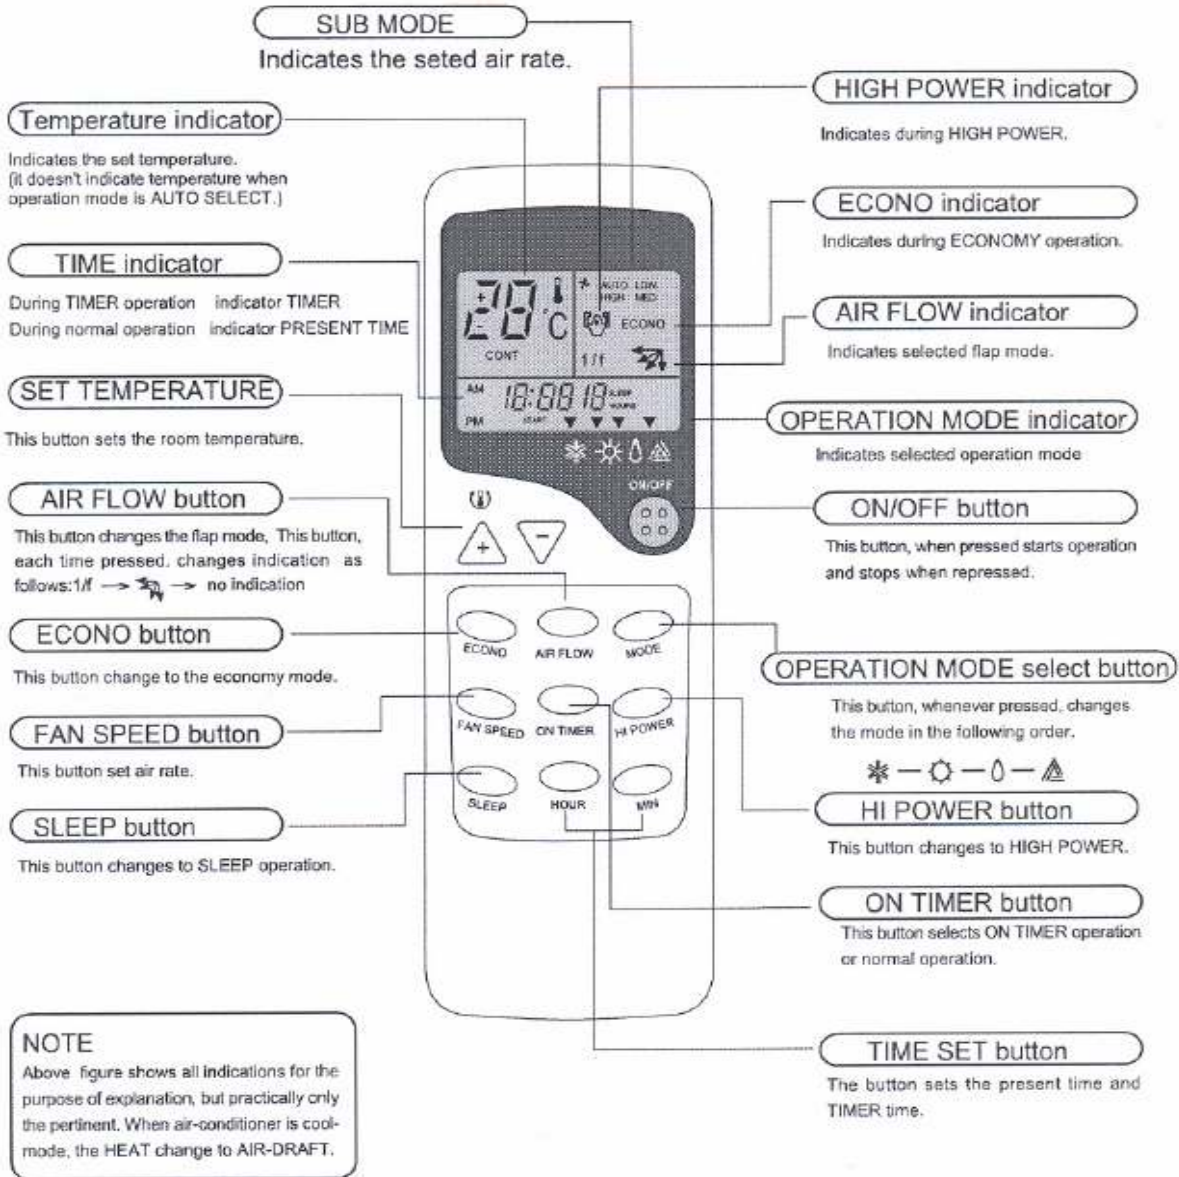 SUB MODE
Indicates the seted air rate.
Temperature indicator
Indicates the set temperature.
(it doesn't indicate temperature when
operation mode is AUTO SELECT.)
TIME indicator
During TIMER operation indicator TIMER
During normal operation indicator PRESENT TIME
SET TEMPERATURE
This button sets the room temperature.
AIR FLOW button
This button changes the flap mode, This button,
each time pressed, changes indication as
follows:1/f → → no indication
ECONO button
This button change to the economy mode.
FAN SPEED button
This button set air rate.
SLEEP button
This button changes to SLEEP operation.
HIGH POWER indicator
Indicates during HIGH POWER.
ECONO indicator
Indicates during ECONOMY operation.
AIR FLOW indicator
Indicates selected flap mode.
OPERATION MODE indicator
Indicates selected operation mode
ON/OFF button
This button, when pressed starts operation
and stops when repressed.
OPERATION MODE select button
This button, whenever pressed, changes
the mode in the following order.
HI POWER button
This button changes to HIGH POWER.
ON TIMER button
This button selects ON TIMER operation
or normal operation.
TIME SET button
The button sets the present time and
TIMER time.
28 °C
AUTO LOW
HIGH MED
ECONO
CONT
1/f
AM 18:88 18 SLEEP
HOURS
PM START
ON/OFF
+ −
ECONO AIR FLOW MODE
FAN SPEED ON TIMER HI POWER
SLEEP HOUR MIN
NOTE
Above figure shows all indications for the
purpose of explanation, but practically only
the pertinent. When air-conditioner is cool-
mode, the HEAT change to AIR-DRAFT.